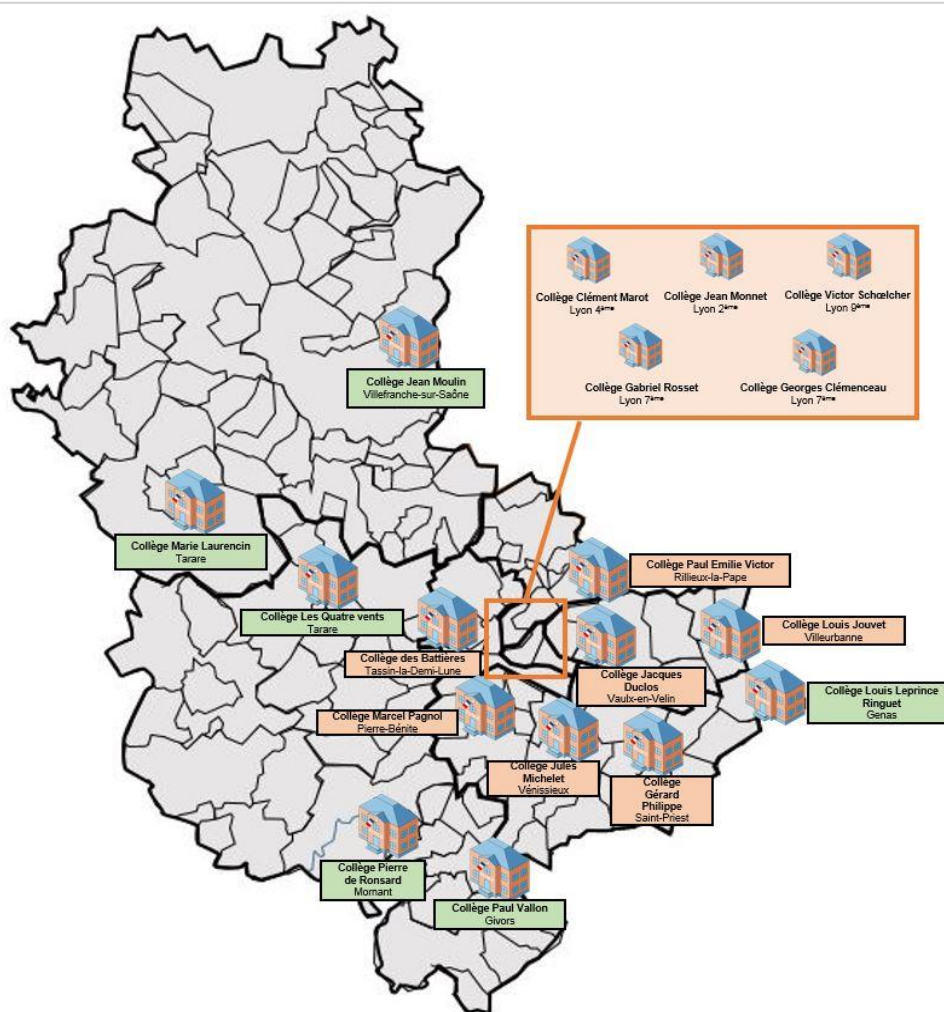 Collège Clément Marot
Lyon 4ème
Collège Jean Monnet
Lyon 2ème
Collège Victor Schœlcher
Lyon 9ème
Collège Gabriel Rosset
Lyon 7ème
Collège Georges Clémenceau
Lyon 7ème
Collège Jean Moulin
Villefranche-sur-Saône
Collège Marie Laurencin
Tarare
Collège Paul Emilie Victor
Rillieux-la-Pape
Collège Les Quatre vents
Tarare
Collège Louis Jouvet
Villeurbanne
Collège des Battières
Tassin-la-Demi-Lune
Collège Jacques
Duclos
Vaulx-en-Velin
Collège Louis Leprince
Ringuet
Genas
Collège Marcel Pagnol
Pierre-Bénite
Collège Jules
Michelet
Vénissieux
Collège
Gérard
Philippe
Saint-Priest
Collège Pierre
de Ronsard
Mornant
Collège Paul Vallon
Givors